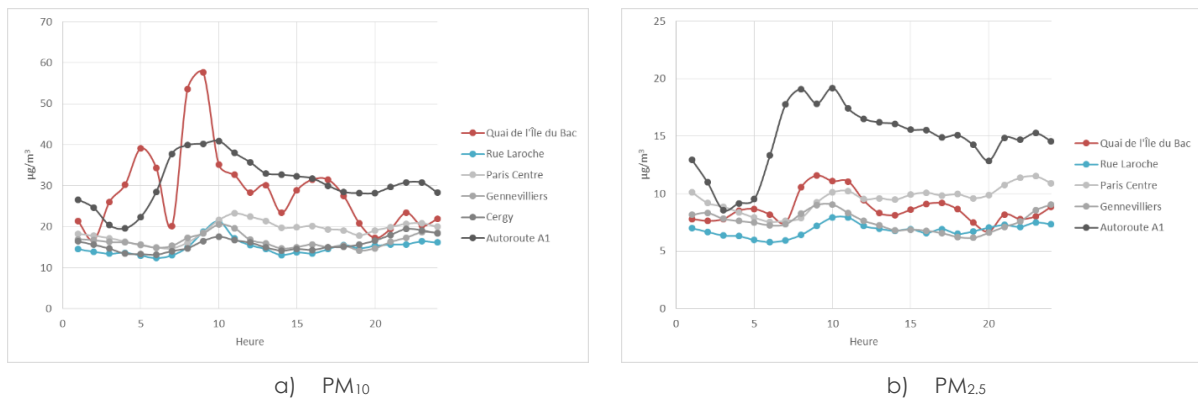 70
60
50
40
30
20
10
0
µg/m³
0
5
10
15
20
Heure
Quai de l'Île du Bac
Rue Laroche
Paris Centre
Gennevilliers
Cergy
Autoroute A1
a) PM₁₀
25
20
15
10
5
0
µg/m³
0
5
10
15
20
Heure
Quai de l'Île du Bac
Rue Laroche
Paris Centre
Gennevilliers
Autoroute A1
b) PM₂.₅